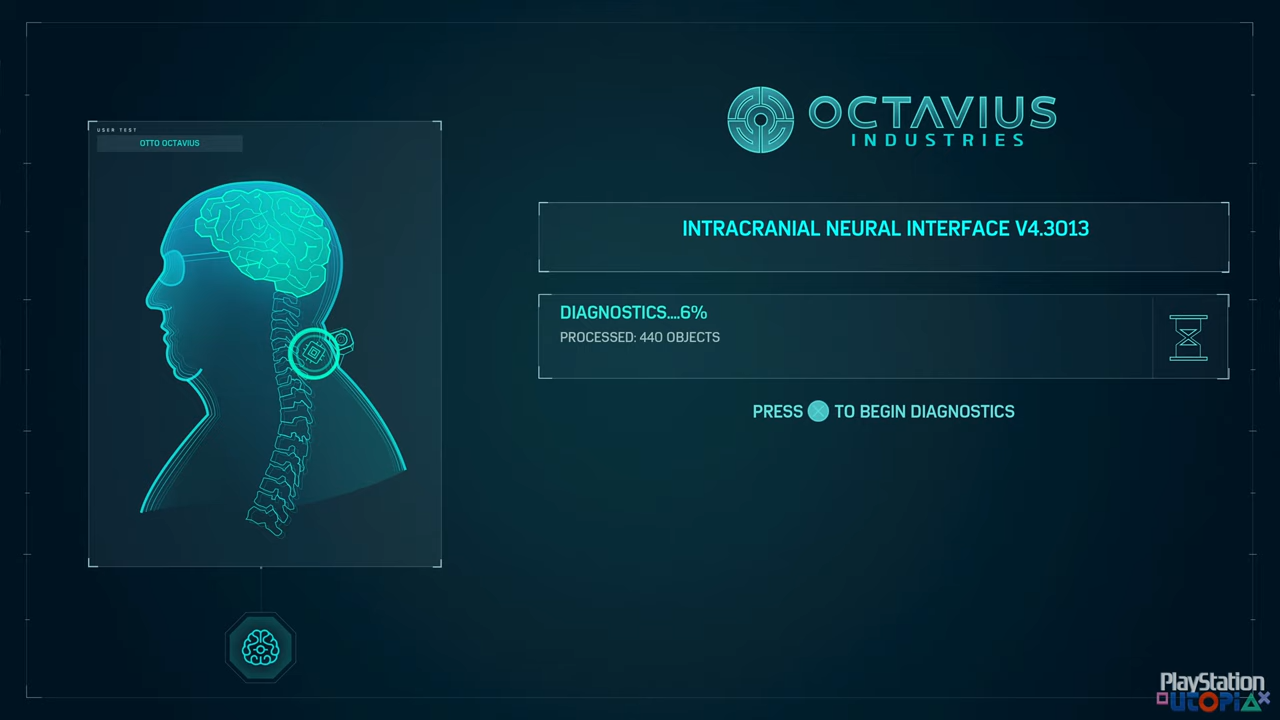 USER TEST
OTTO OCTAVIUS
OCTAVIUS
INDUSTRIES
INTRACRANIAL NEURAL INTERFACE V4.3013
DIAGNOSTICS....6%
PROCESSED: 440 OBJECTS
PRESS TO BEGIN DIAGNOSTICS
PlayStation
UTOPIA